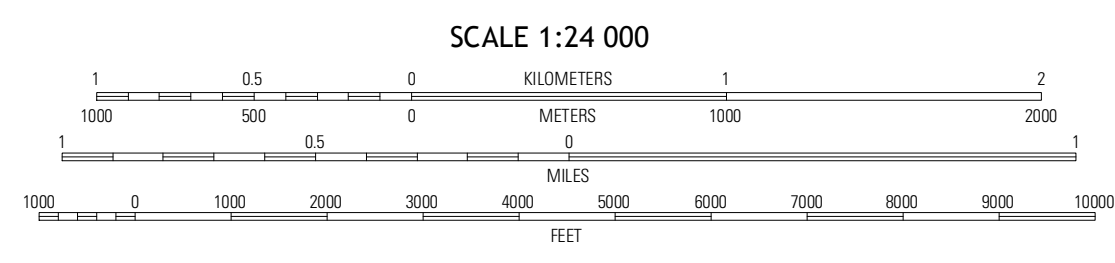 SCALE 1:24 000
1 0.5 0 KILOMETERS 1 2
1000 500 0 METERS 1000 2000
1 0.5 0 1
MILES
1000 0 1000 2000 3000 4000 5000 6000 7000 8000 9000 10000
FEET